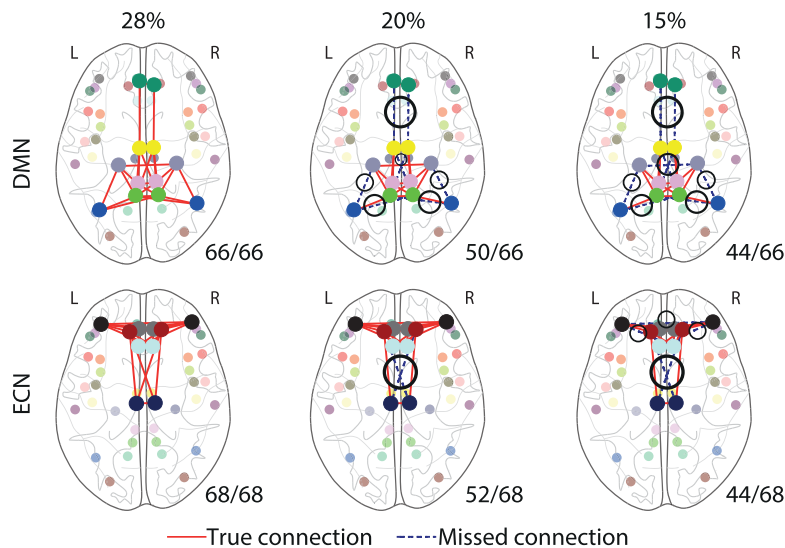 28% 20% 15%
L R L R L R
DMN
66/66 50/66 44/66
L R L R L R
ECN
68/68 52/68 44/68
True connection Missed connection